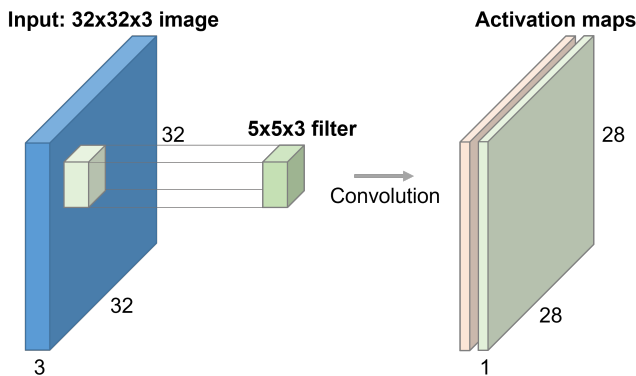 Input: 32x32x3 image
Activation maps
32
5x5x3 filter
28
Convolution
32
28
3
1